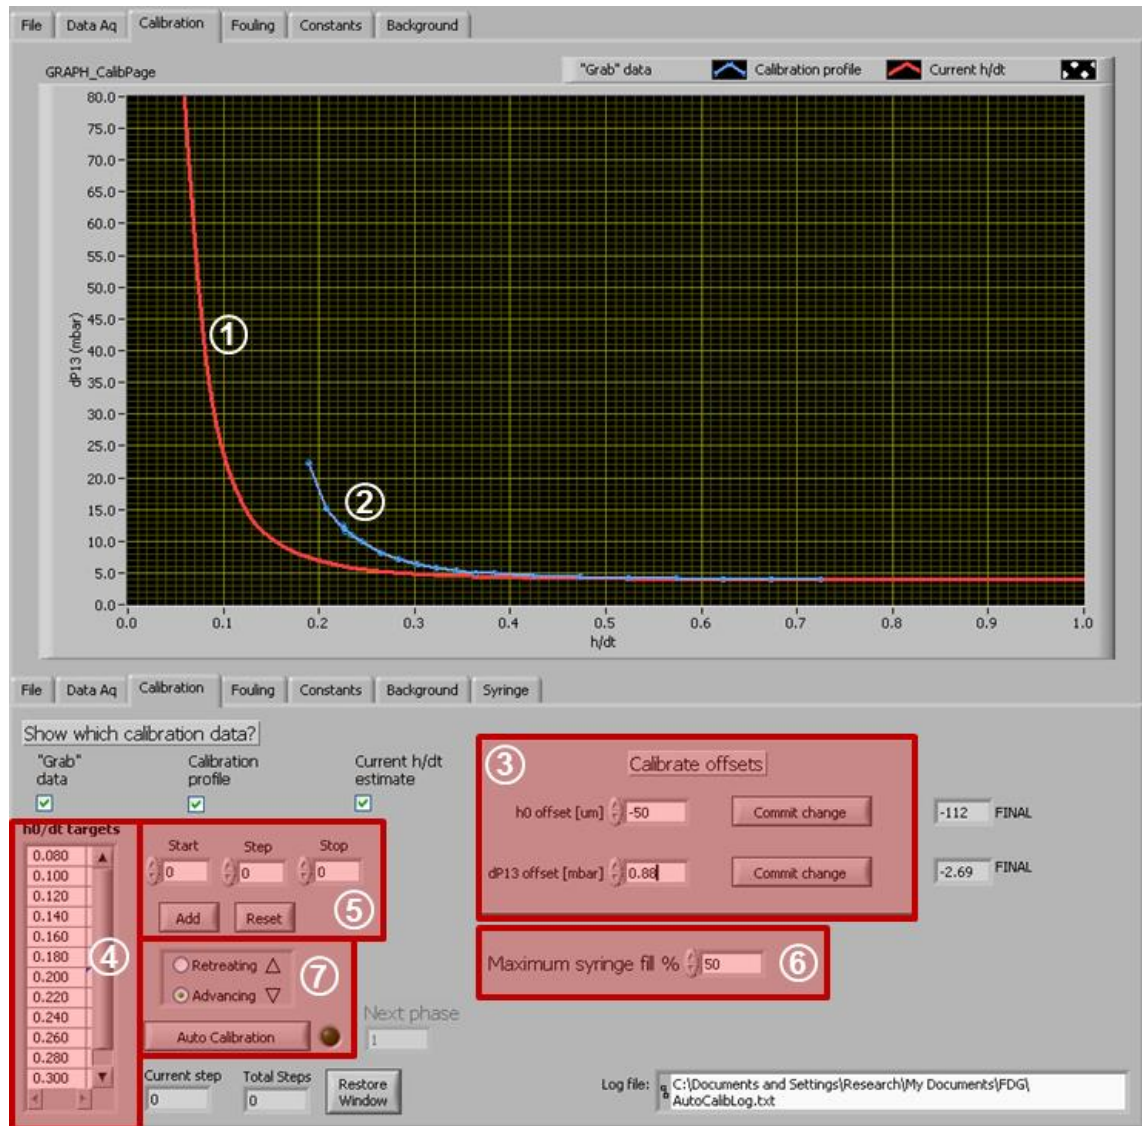 File Data Aq Calibration Fouling Constants Background
GRAPH_CalibPage
"Grab" data Calibration profile Current h/dt
80.0
75.0
70.0
65.0
60.0
55.0
50.0
45.0
40.0
35.0
30.0
25.0
20.0
15.0
10.0
5.0
0.0
dP13 (mbar)
1
2
0.0 0.1 0.2 0.3 0.4 0.5 0.6 0.7 0.8 0.9 1.0
h/dt
File Data Aq Calibration Fouling Constants Background Syringe
Show which calibration data?
"Grab"
data
Calibration
profile
Current h/dt
estimate
3
Calibrate offsets
h0 offset [um] -50 Commit change -112 FINAL
dP13 offset [mbar] 0.88 Commit change -2.69 FINAL
h0/dt targets
0.080
0.100
0.120
0.140
0.160
0.180
0.200
0.220
0.240
0.260
0.280
0.300
4
Start Step Stop
0 0 0
Add Reset
5
Maximum syringe fill % 50
6
Retreating △
Advancing ▽
7
Auto Calibration
Next phase
1
Current step
0
Total Steps
0
Restore
Window
Log file: C:\Documents and Settings\Research\My Documents\FDG\
AutoCalibLog.txt